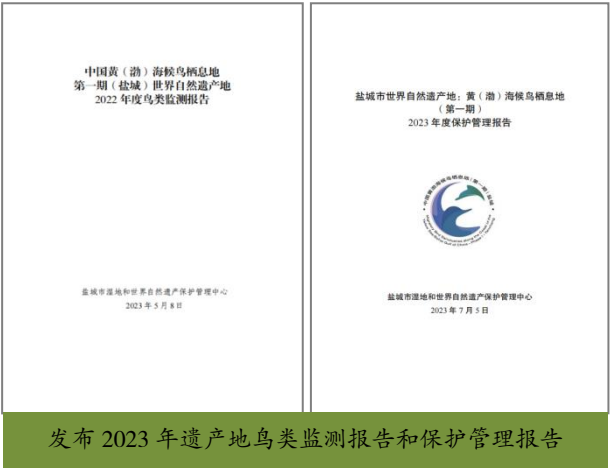 中国黄（渤）海候鸟栖息地
第一期（盐城）世界自然遗产地
2022 年度鸟类监测报告
盐城市湿地和世界自然遗产保护管理中心
2023 年 5 月 8 日
盐城市世界自然遗产地：黄（渤）海候鸟栖息地
（第一期）
2023 年度保护管理报告
盐城市湿地和世界自然遗产保护管理中心
2023 年 7 月 5 日
发布 2023 年遗产地鸟类监测报告和保护管理报告